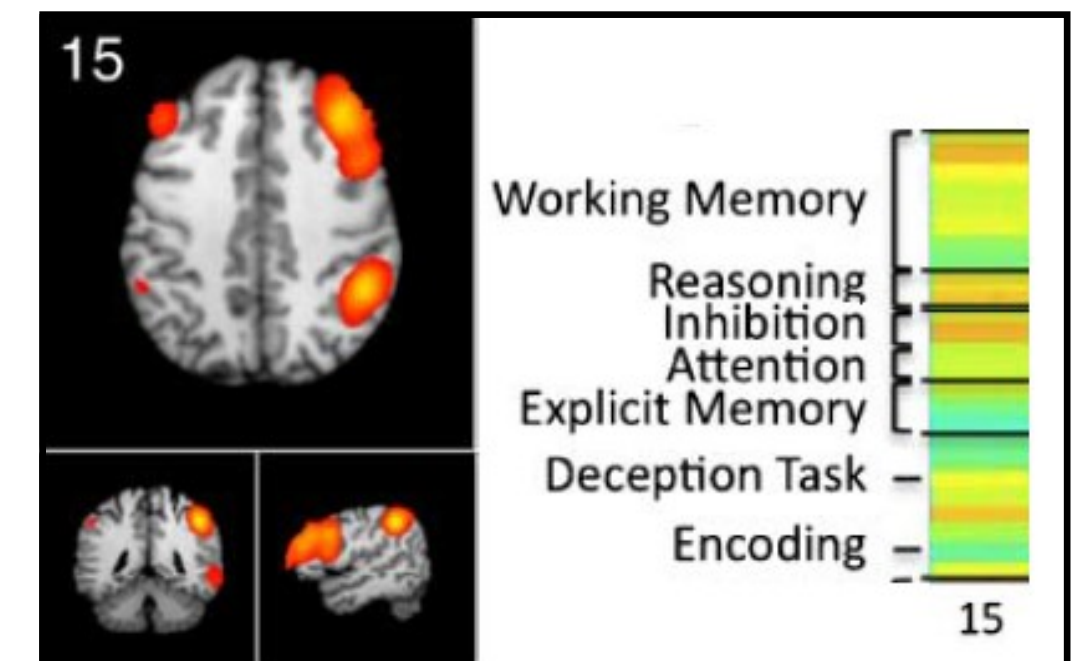 15
Working Memory
Reasoning
Inhibition
Attention
Explicit Memory
Deception Task
Encoding
15